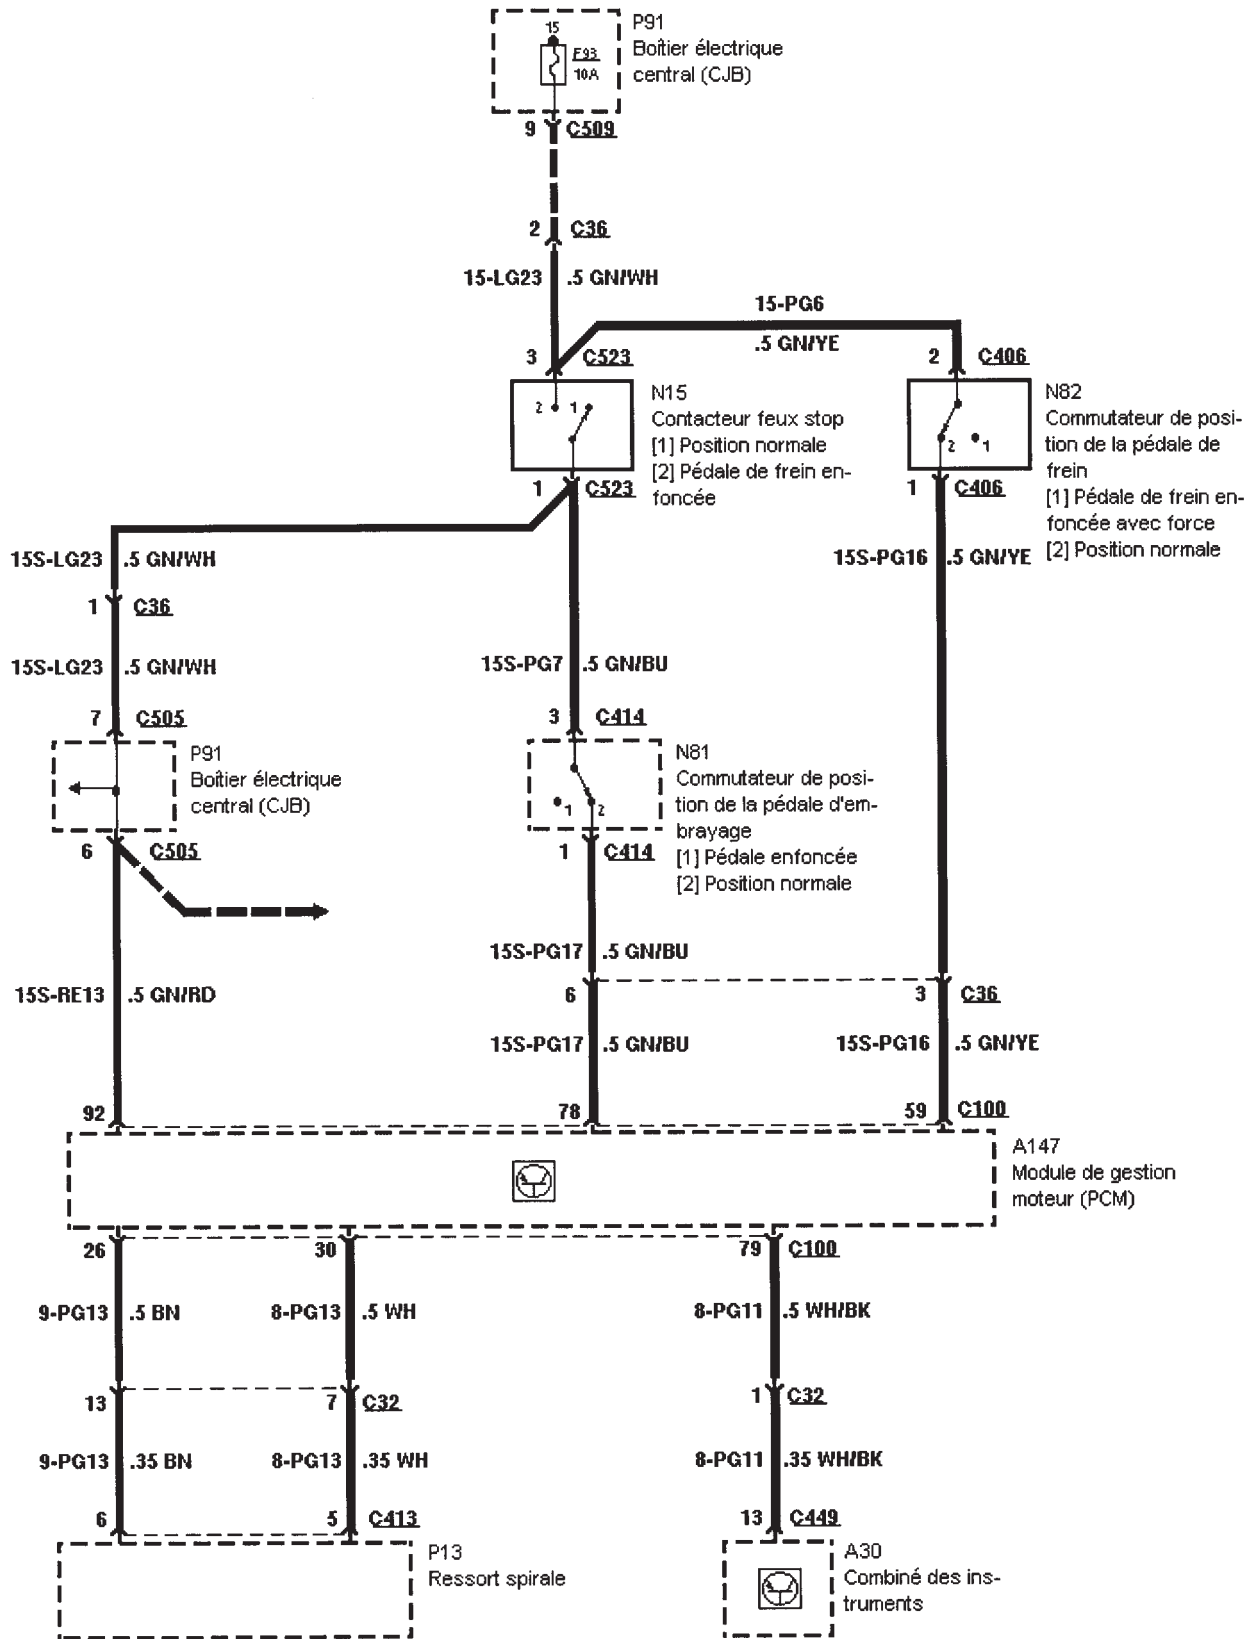 P91
Boîtier électrique
central (CJB)
15
F93
10A
9 C509
2 C36
15-LG23 .5 GN/WH
15-PG6
.5 GN/YE
3 C523
2 C406
2 1
N15
Contacteur feux stop
[1] Position normale
[2] Pédale de frein en-
foncée
2 1
N82
Commutateur de posi-
tion de la pédale de
frein
[1] Pédale de frein en-
foncée avec force
[2] Position normale
1 C523
1 C406
15S-LG23 .5 GN/WH
15S-PG16 .5 GN/YE
1 C36
15S-LG23 .5 GN/WH
15S-PG7 .5 GN/BU
7 C505
3 C414
P91
Boîtier électrique
central (CJB)
1 2
N81
Commutateur de posi-
tion de la pédale d'em-
brayage
[1] Pédale enfoncée
[2] Position normale
6 C505
1 C414
15S-PG17 .5 GN/BU
15S-RE13 .5 GN/RD
6
3 C36
15S-PG17 .5 GN/BU
15S-PG16 .5 GN/YE
92
78
59 C100
A147
Module de gestion
moteur (PCM)
26
30
79 C100
9-PG13 .5 BN
8-PG13 .5 WH
8-PG11 .5 WH/BK
13
7 C32
1 C32
9-PG13 .35 BN
8-PG13 .35 WH
8-PG11 .35 WH/BK
6
5 C413
13 C449
P13
Ressort spirale
A30
Combiné des ins-
truments